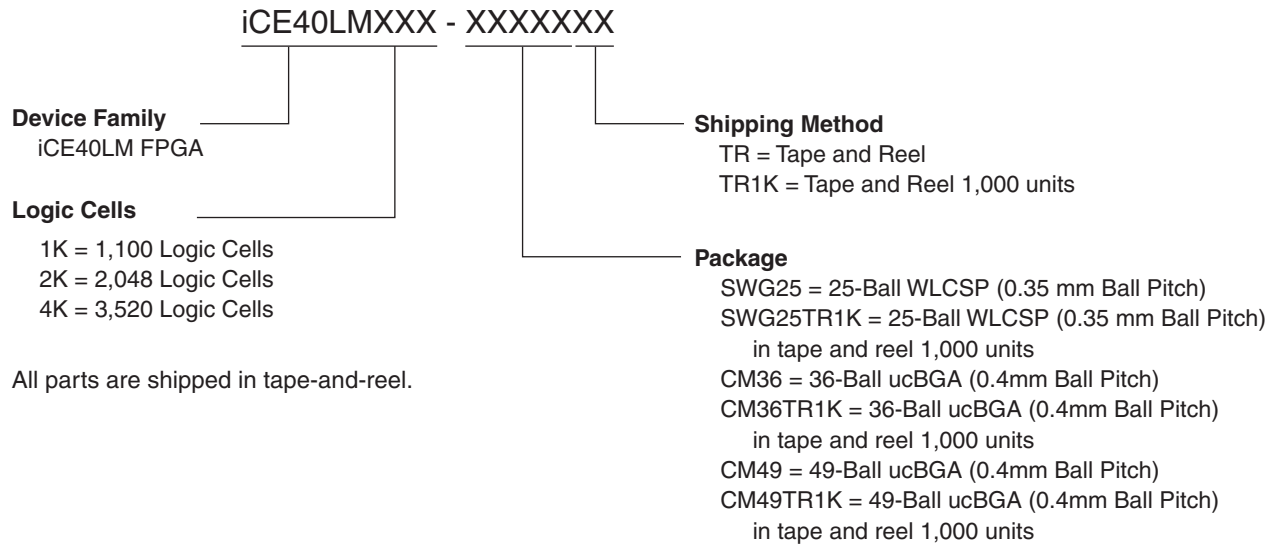 iCE40LMXXX - XXXXXXXX
Device Family
iCE40LM FPGA
Logic Cells
1K = 1,100 Logic Cells
2K = 2,048 Logic Cells
4K = 3,520 Logic Cells
All parts are shipped in tape-and-reel.
Shipping Method
TR = Tape and Reel
TR1K = Tape and Reel 1,000 units
Package
SWG25 = 25-Ball WLCSP (0.35 mm Ball Pitch)
SWG25TR1K = 25-Ball WLCSP (0.35 mm Ball Pitch)
in tape and reel 1,000 units
CM36 = 36-Ball ucBGA (0.4mm Ball Pitch)
CM36TR1K = 36-Ball ucBGA (0.4mm Ball Pitch)
in tape and reel 1,000 units
CM49 = 49-Ball ucBGA (0.4mm Ball Pitch)
CM49TR1K = 49-Ball ucBGA (0.4mm Ball Pitch)
in tape and reel 1,000 units